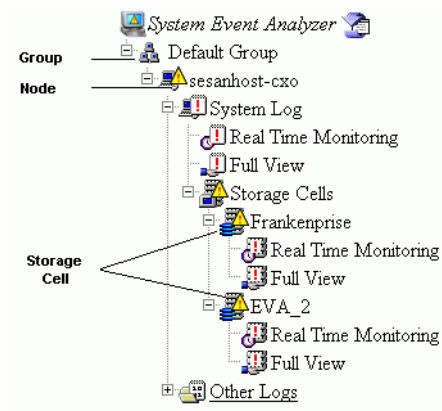 System Event Analyzer
Group
Default Group
Node
sesanhost-cxo
System Log
Real Time Monitoring
Full View
Storage Cells
Frankenprise
Real Time Monitoring
Full View
Storage
Cell
EVA_2
Real Time Monitoring
Full View
Other Logs